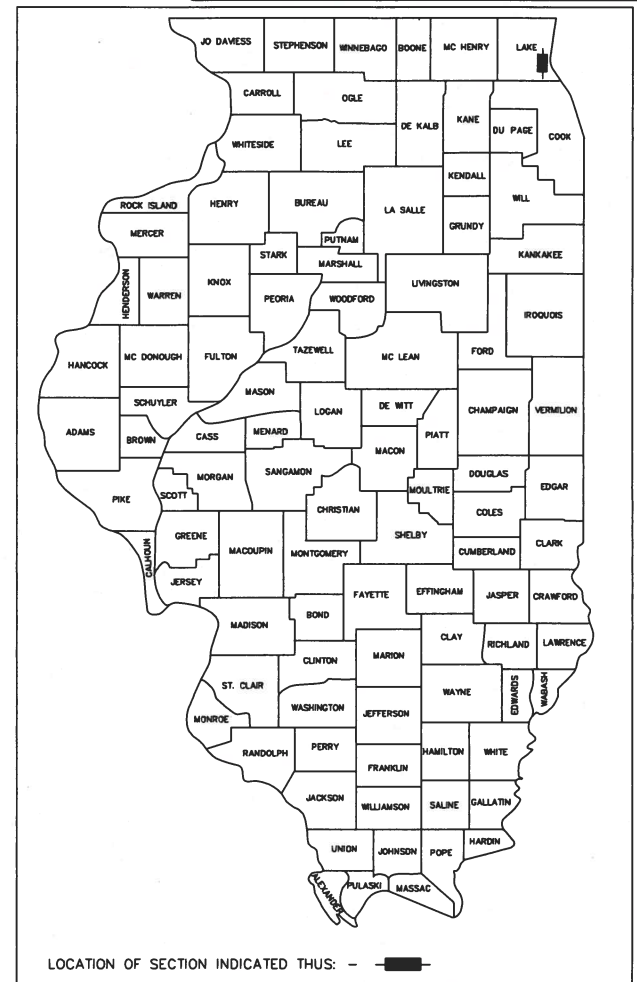 JO DAVIESS
STEPHENSON
WINNEBAGO
BOONE
MC HENRY
LAKE
CARROLL
OGLE
DE KALB
KANE
DU PAGE
COOK
WHITESIDE
LEE
KENDALL
WILL
ROCK ISLAND
HENRY
BUREAU
LA SALLE
GRUNDY
MERCER
PUTNAM
STARK
MARSHALL
KANKAKEE
HENDERSON
WARREN
KNOX
PEORIA
WOODFORD
LIVINGSTON
IROQUOIS
HANCOCK
MC DONOUGH
FULTON
TAZEWELL
MC LEAN
FORD
MASON
SCHUYLER
LOGAN
DE WITT
CHAMPAIGN
VERMILION
ADAMS
BROWN
CASS
MENARD
MACON
PIATT
PIKE
SCOTT
MORGAN
SANGAMON
MOULTRIE
DOUGLAS
EDGAR
CHRISTIAN
COLES
CALHOUN
GREENE
MACOUPIN
MONTGOMERY
SHELBY
CUMBERLAND
CLARK
JERSEY
FAYETTE
EFFINGHAM
JASPER
CRAWFORD
MADISON
BOND
CLAY
RICHLAND
LAWRENCE
CLINTON
MARION
ST. CLAIR
WAYNE
EDWARDS
WABASH
MONROE
WASHINGTON
JEFFERSON
RANDOLPH
PERRY
HAMILTON
WHITE
FRANKLIN
JACKSON
WILLIAMSON
SALINE
GALLATIN
UNION
JOHNSON
POPE
HARDIN
ALEXANDER
PULASKI
MASSAC
LOCATION OF SECTION INDICATED THUS: -